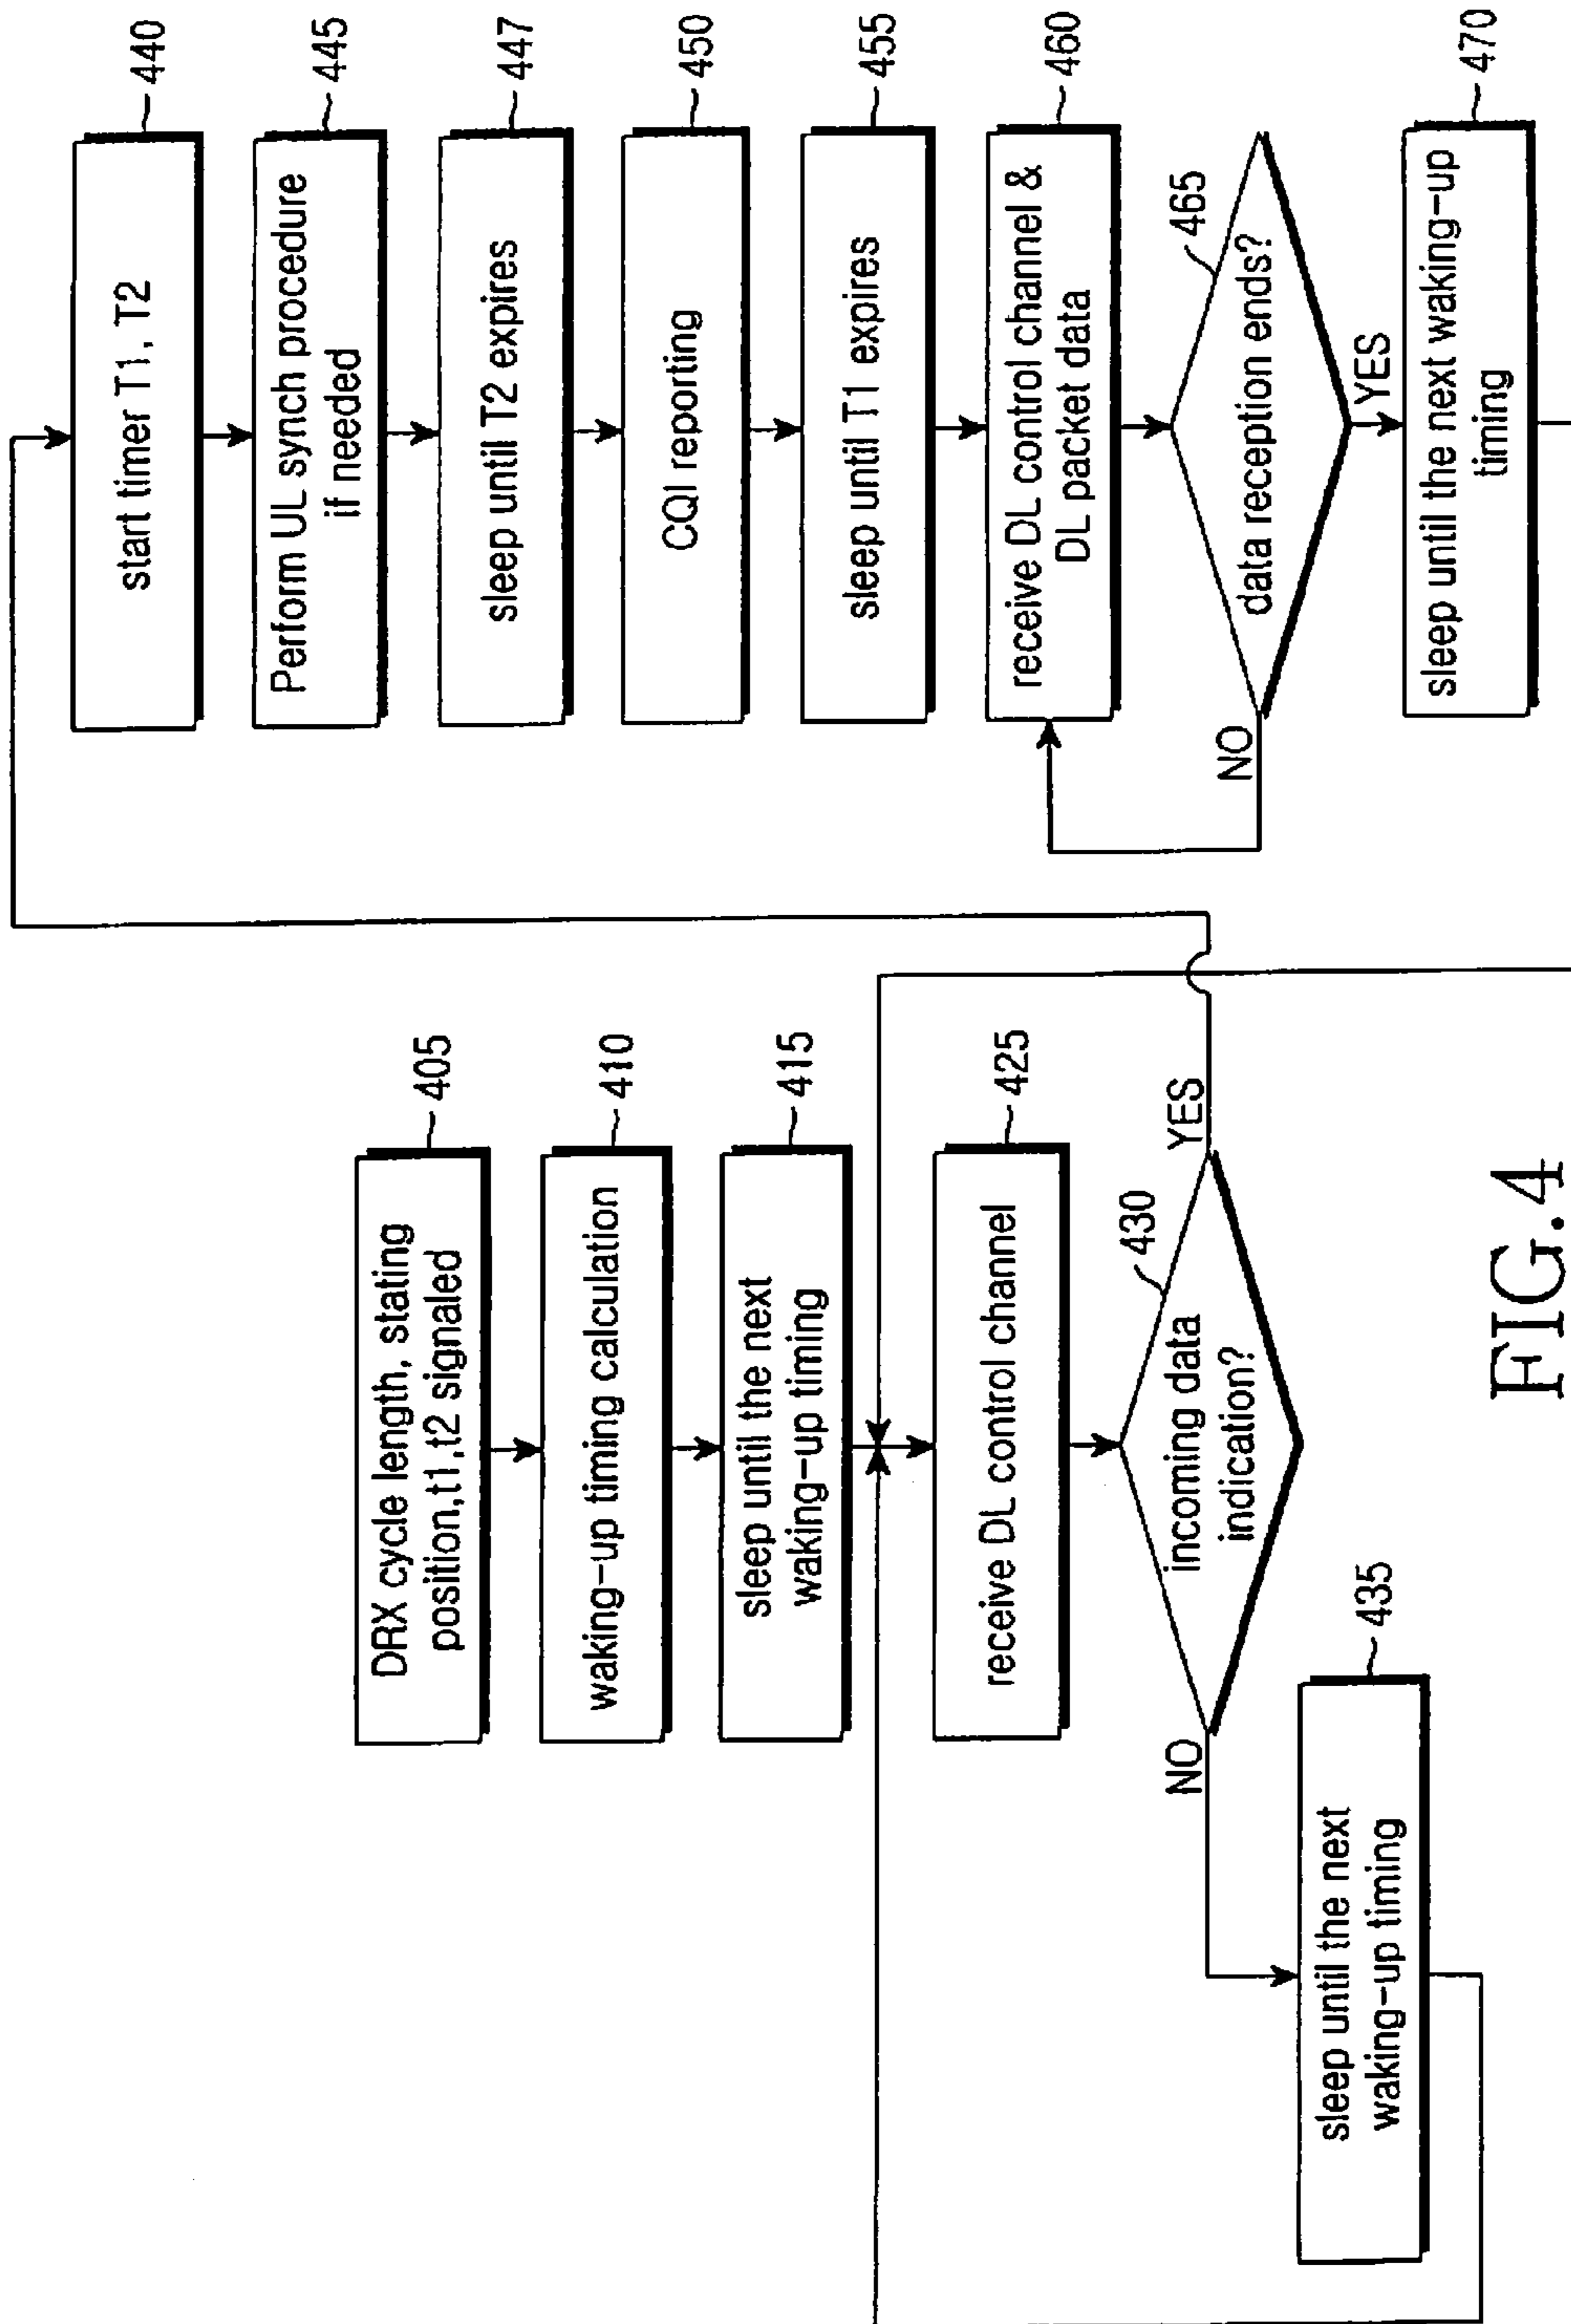 DRX cycle length, stating
position,t1,t2 signaled
405
waking-up timing calculation
410
sleep until the next
waking-up timing
415
receive DL control channel
425
incoming data
indication?
430
NO
YES
sleep until the next
waking-up timing
435
start timer T1, T2
440
Perform UL synch procedure
if needed
445
sleep until T2 expires
447
CQI reporting
450
sleep until T1 expires
455
receive DL control channel &
DL packet data
460
data reception ends?
465
NO
YES
sleep until the next waking-up
timing
470
FIG.4